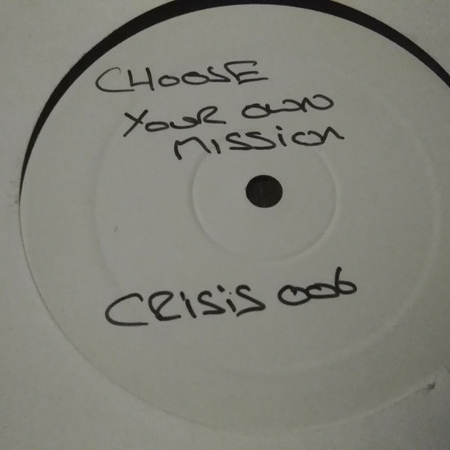 CHOOSE
YOUR OWN
MISSION
CRISIS 006